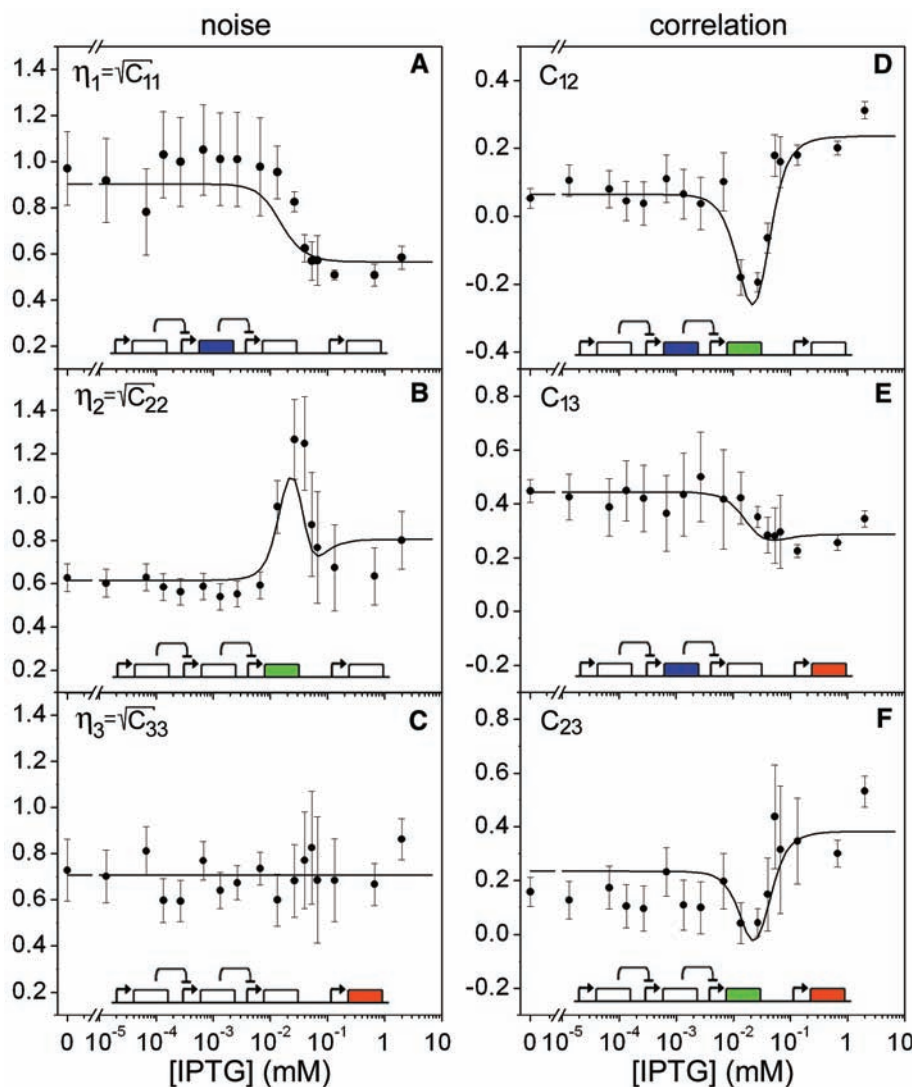 noise
correlation
A
η₁=√C₁₁
1.4
1.2
1.0
0.8
0.6
0.4
0.2
D
C₁₂
0.4
0.2
0.0
-0.2
-0.4
B
η₂=√C₂₂
1.4
1.2
1.0
0.8
0.6
0.4
0.2
E
C₁₃
0.8
0.6
0.4
0.2
0.0
-0.2
C
η₃=√C₃₃
1.4
1.2
1.0
0.8
0.6
0.4
0.2
F
C₂₃
0.8
0.6
0.4
0.2
0.0
-0.2
0 10⁻⁵ 10⁻⁴ 10⁻³ 10⁻² 10⁻¹ 1 10
[IPTG] (mM)
0 10⁻⁵ 10⁻⁴ 10⁻³ 10⁻² 10⁻¹ 1 10
[IPTG] (mM)